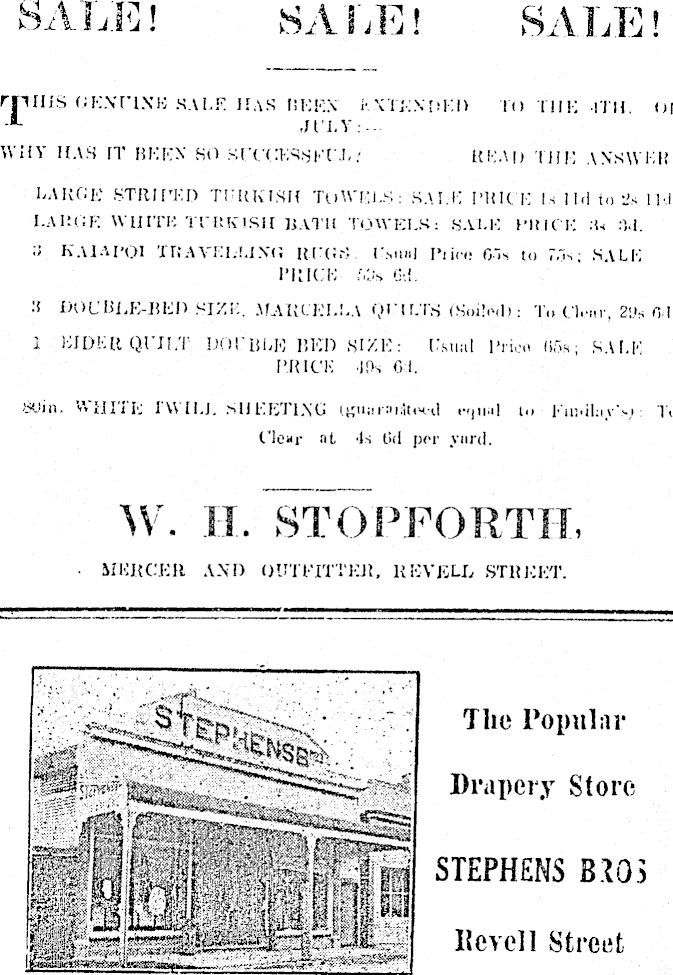 SALE! SALE! SALE!
THIS GENUINE SALE HAS BEEN EXTENDED TO THE 4TH. OF
JULY:—
WHY HAS IT BEEN SO SUCCESSFUL? READ THE ANSWER
LARGE STRIPED TURKISH TOWELS: SALE PRICE 1s 11d to 2s 11d
LARGE WHITE TURKISH BATH TOWELS: SALE PRICE 3s 3d.
3 KAIAPOI TRAVELLING RUGS: Usual Price 65s to 75s; SALE
PRICE 6d.
3 DOUBLE-BED SIZE, MARCELLA QUILTS (Soiled): To Clear, 29s 6d
1 EIDER QUILT DOUBLE BED SIZE: Usual Price 65s; SALE
PRICE 49s 6d.
80in. WHITE TWILL SHEETING (guaranteed equal to Findlay's): To
Clear at 4s 6d per yard.
W. H. STOPFORTH,
MERCER AND OUTFITTER, REVELL STREET.
STEPHENS B
STEPHENS
The Popular
Drapery Store
STEPHENS BROS
Revell Street